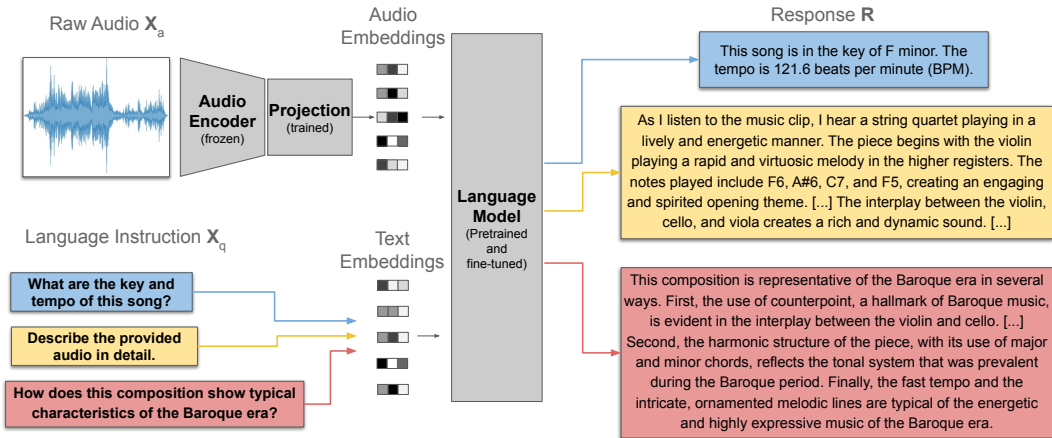 Raw Audio Xa
Audio
Embeddings
Audio
Encoder
(frozen)
Projection
(trained)
Language Instruction Xq
What are the key and
tempo of this song?
Describe the provided
audio in detail.
How does this composition show typical
characteristics of the Baroque era?
Text
Embeddings
Language
Model
(Pretrained
and
fine-tuned)
Response R
This song is in the key of F minor. The
tempo is 121.6 beats per minute (BPM).
As I listen to the music clip, I hear a string quartet playing in a
lively and energetic manner. The piece begins with the violin
playing a rapid and virtuosic melody in the higher registers. The
notes played include F6, A#6, C7, and F5, creating an engaging
and spirited opening theme. [...] The interplay between the violin,
cello, and viola creates a rich and dynamic sound. [...]
This composition is representative of the Baroque era in several
ways. First, the use of counterpoint, a hallmark of Baroque music,
is evident in the interplay between the violin and cello. [...]
Second, the harmonic structure of the piece, with its use of major
and minor chords, reflects the tonal system that was prevalent
during the Baroque period. Finally, the fast tempo and the
intricate, ornamented melodic lines are typical of the energetic
and highly expressive music of the Baroque era.